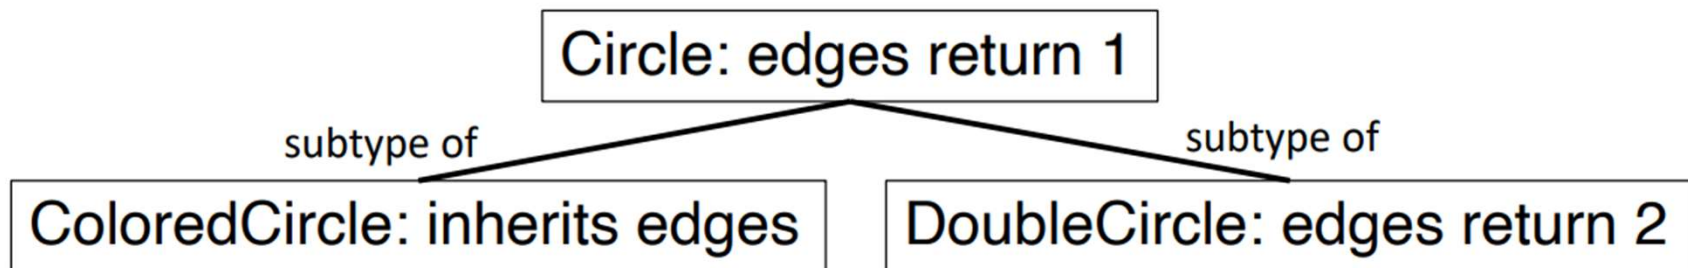 Circle: edges return 1
subtype of
subtype of
ColoredCircle: inherits edges
DoubleCircle: edges return 2